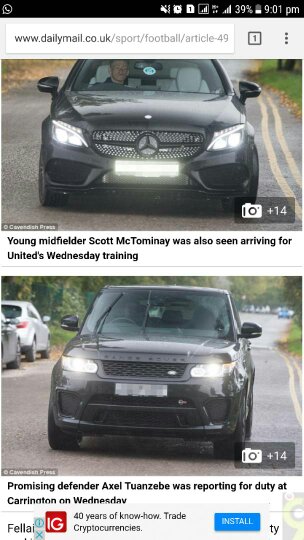 39% 9:01 pm
www.dailymail.co.uk/sport/football/article-49
1
+14
© Cavendish Press
Young midfielder Scott McTominay was also seen arriving for
United's Wednesday training
+14
© Cavendish Press
Promising defender Axel Tuanzebe was reporting for duty at
Carrington on Wednesday
Fellai
IG
40 years of know-how. Trade
Cryptocurrencies.
INSTALL
ty